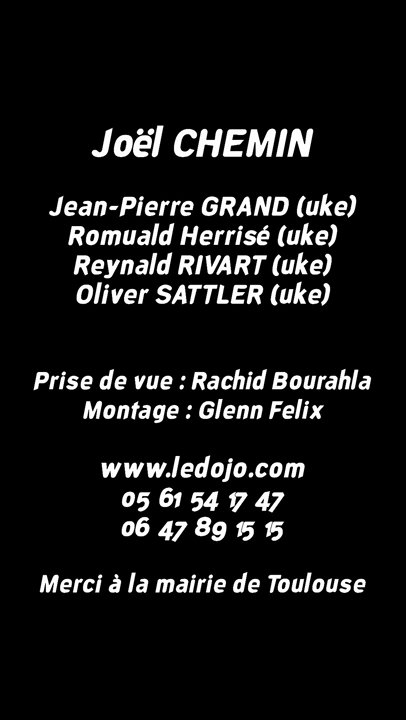 Joël CHEMIN
Jean-Pierre GRAND (uke)
Romuald Herrisé (uke)
Reynald RIVART (uke)
Oliver SATTLER (uke)
Prise de vue : Rachid Bourahla
Montage : Glenn Felix
www.ledojo.com
05 61 54 17 47
06 47 89 15 15
Merci à la mairie de Toulouse